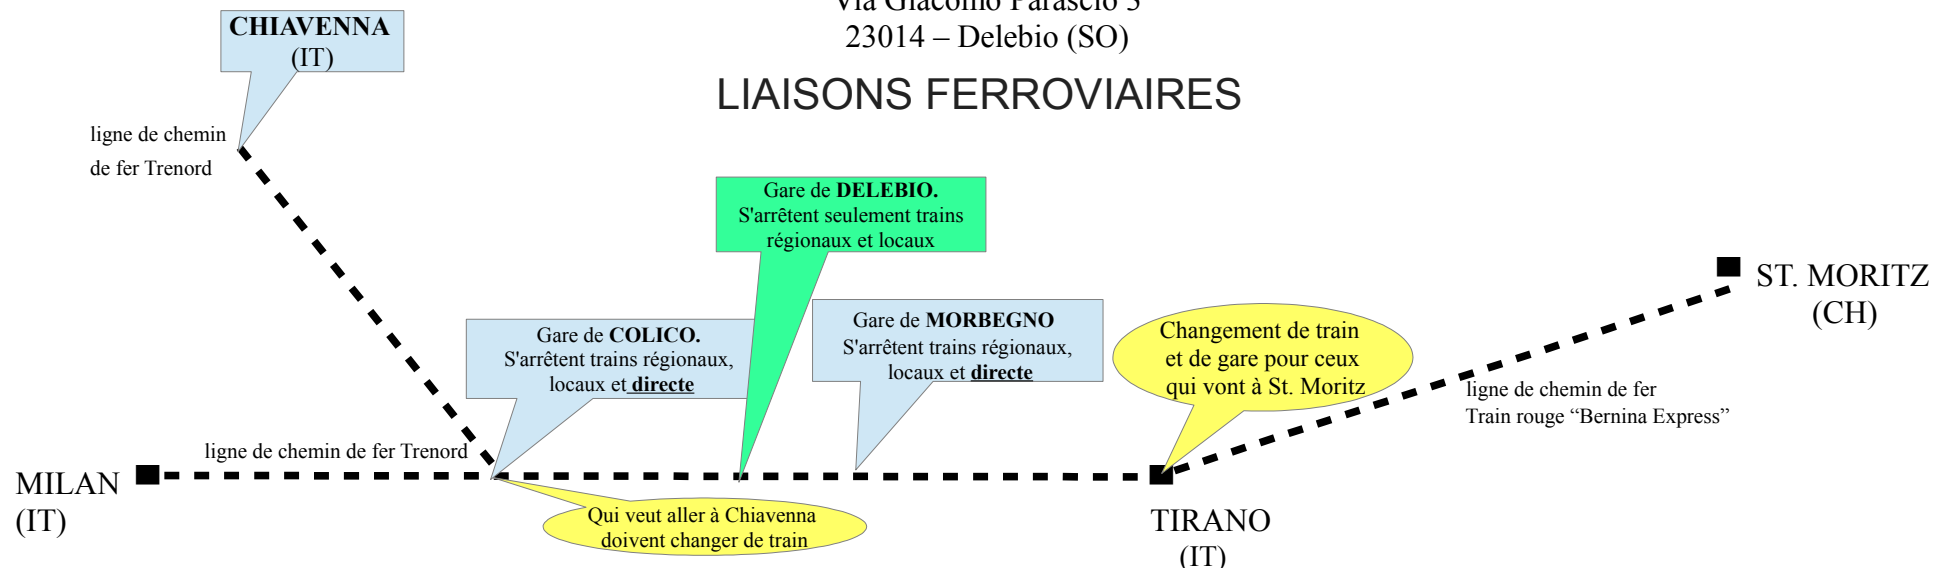 Via Giacomo Parascio 3
23014 – Delebio (SO)
LIAISONS FERROVIAIRES
CHIAVENNA
(IT)
ligne de chemin
de fer Trenord
Gare de DELEBIO.
S'arrêtent seulement trains
régionaux et locaux
Gare de COLICO.
S'arrêtent trains régionaux,
locaux et directe
Gare de MORBEGNO
S'arrêtent trains régionaux,
locaux et directe
Changement de train
et de gare pour ceux
qui vont à St. Moritz
ST. MORITZ
(CH)
ligne de chemin de fer
Train rouge “Bernina Express”
ligne de chemin de fer Trenord
MILAN
(IT)
Qui veut aller à Chiavenna
doivent changer de train
TIRANO
(IT)